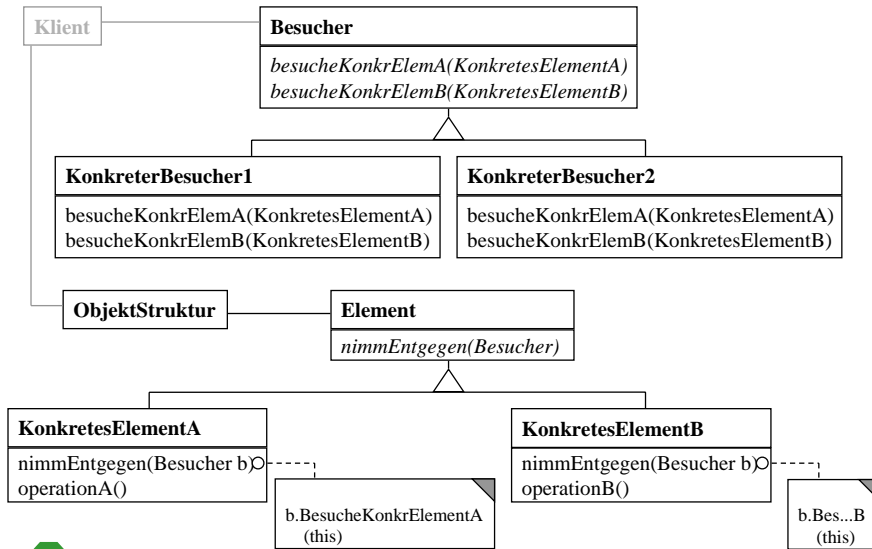 Klient
Besucher
besucheKonkrElemA(KonkretesElementA)
besucheKonkrElemB(KonkretesElementB)
KonkreterBesucher1
besucheKonkrElemA(KonkretesElementA)
besucheKonkrElemB(KonkretesElementB)
KonkreterBesucher2
besucheKonkrElemA(KonkretesElementA)
besucheKonkrElemB(KonkretesElementB)
ObjektStruktur
Element
nimmEntgegen(Besucher)
KonkretesElementA
nimmEntgegen(Besucher b)
operationA()
b.BesucheKonkrElementA
(this)
KonkretesElementB
nimmEntgegen(Besucher b)
operationB()
b.Bes...B
(this)